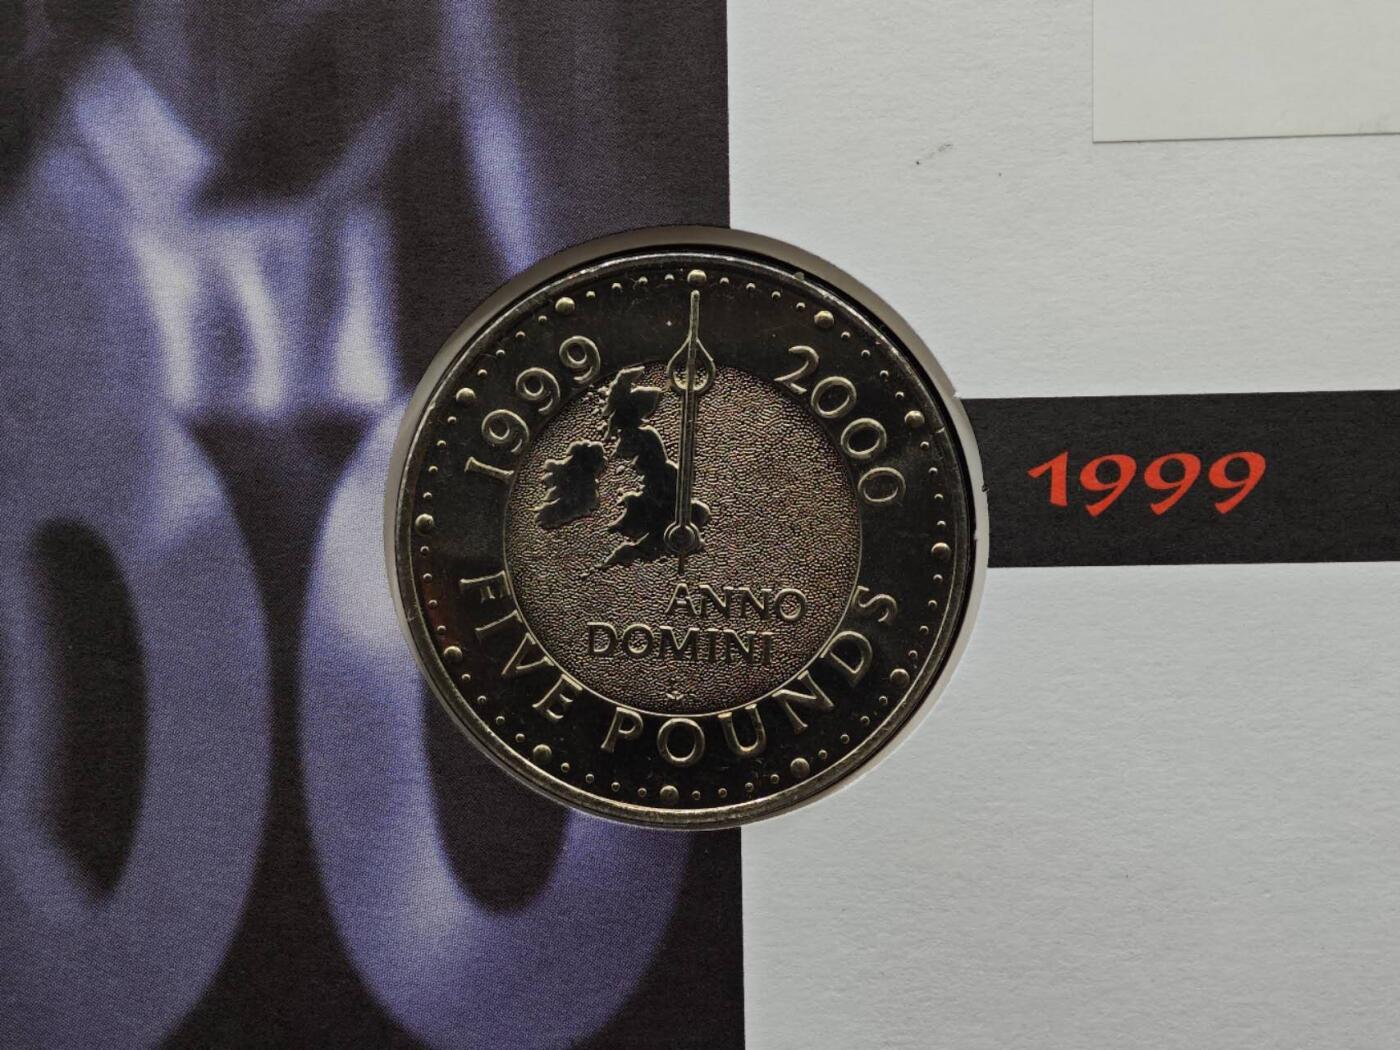 1999
2000
ANNO
DOMINI
FIVE POUNDS
1999